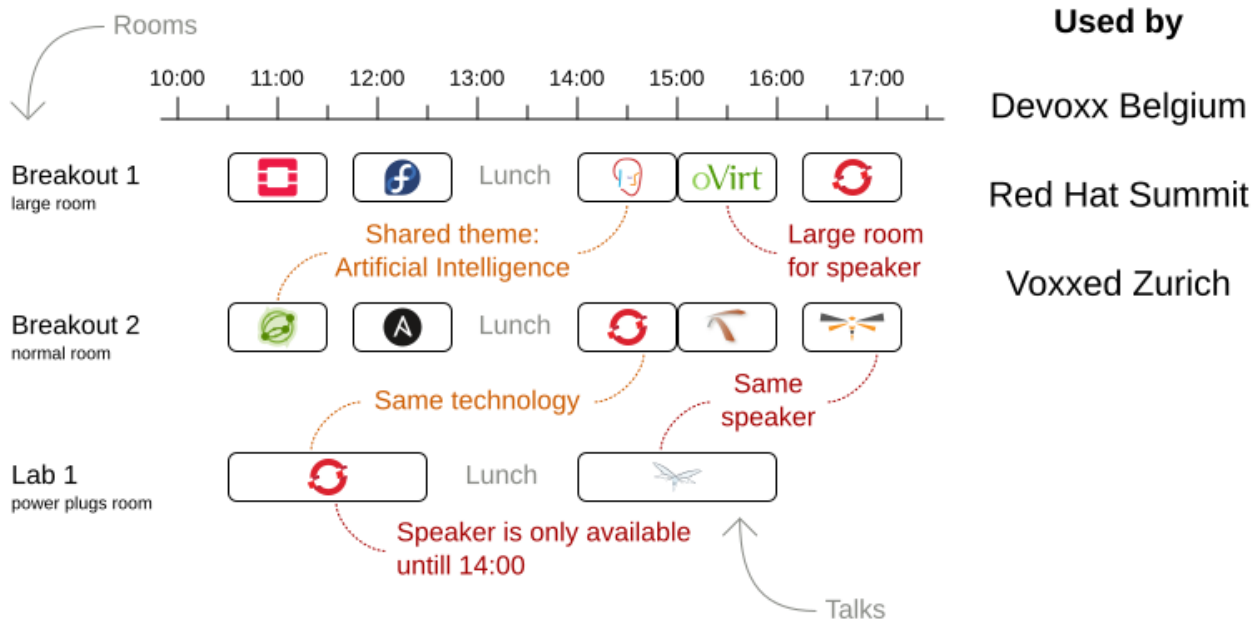 Rooms
Used by
10:00 11:00 12:00 13:00 14:00 15:00 16:00 17:00
Devoxx Belgium
Red Hat Summit
Voxxed Zurich
Breakout 1
large room
Lunch
oVirt
Shared theme:
Artificial Intelligence
Large room
for speaker
Breakout 2
normal room
Lunch
Same technology
Same
speaker
Lab 1
power plugs room
Lunch
Speaker is only available
untill 14:00
Talks